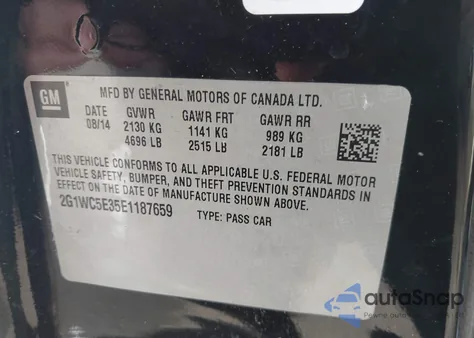 GM
MFD BY GENERAL MOTORS OF CANADA LTD.
DATE GVWR GAWR FRT GAWR RR
08/14 2130 KG 1141 KG 989 KG
4696 LB 2515 LB 2181 LB
THIS VEHICLE CONFORMS TO ALL APPLICABLE U.S. FEDERAL MOTOR
VEHICLE SAFETY, BUMPER, AND THEFT PREVENTION STANDARDS IN
EFFECT ON THE DATE OF MANUFACTURE SHOWN ABOVE.
2G1WC5E35E1187659 TYPE: PASS CAR
autoSnap
Pewne auto z USA